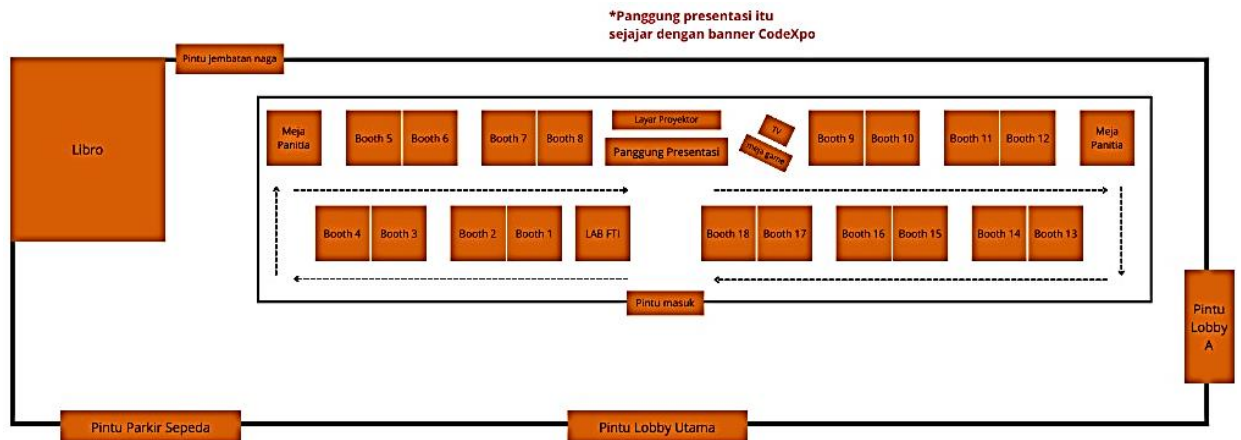 *Panggung presentasi itu
sejajar dengan banner CodeXpo
Pintu jembatan naga
Libro
Meja
Panitia
Booth 5
Booth 6
Booth 7
Booth 8
Layar Proyektor
Panggung Presentasi
TV
meja game
Booth 9
Booth 10
Booth 11
Booth 12
Meja
Panitia
Booth 4
Booth 3
Booth 2
Booth 1
LAB FTI
Booth 18
Booth 17
Booth 16
Booth 15
Booth 14
Booth 13
Pintu masuk
Pintu
Lobby
A
Pintu Parkir Sepeda
Pintu Lobby Utama